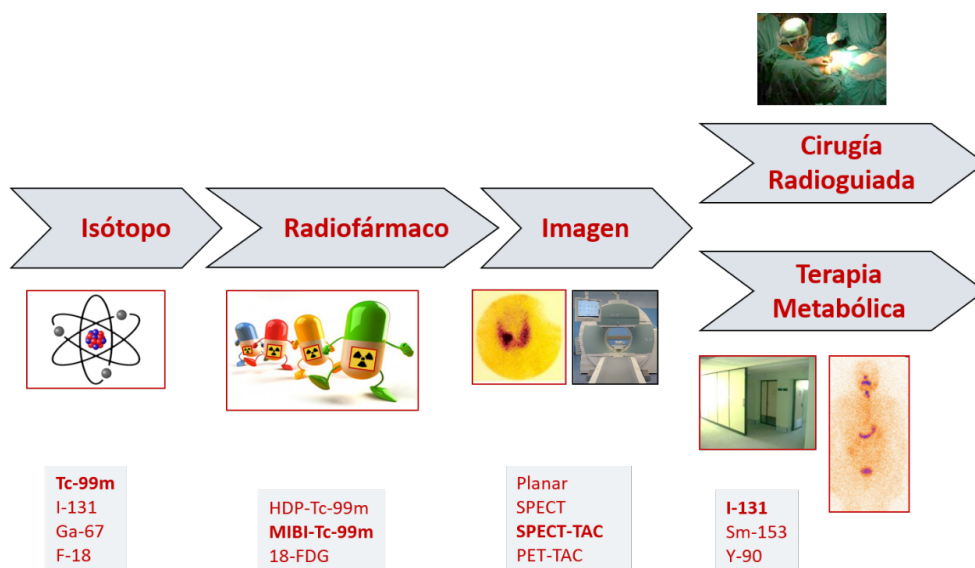 Cirugía
Radioguiada
Isótopo
Radiofármaco
Imagen
Terapia
Metabólica
Tc-99m
I-131
Ga-67
F-18
HDP-Tc-99m
MIBI-Tc-99m
18-FDG
Planar
SPECT
SPECT-TAC
PET-TAC
I-131
Sm-153
Y-90